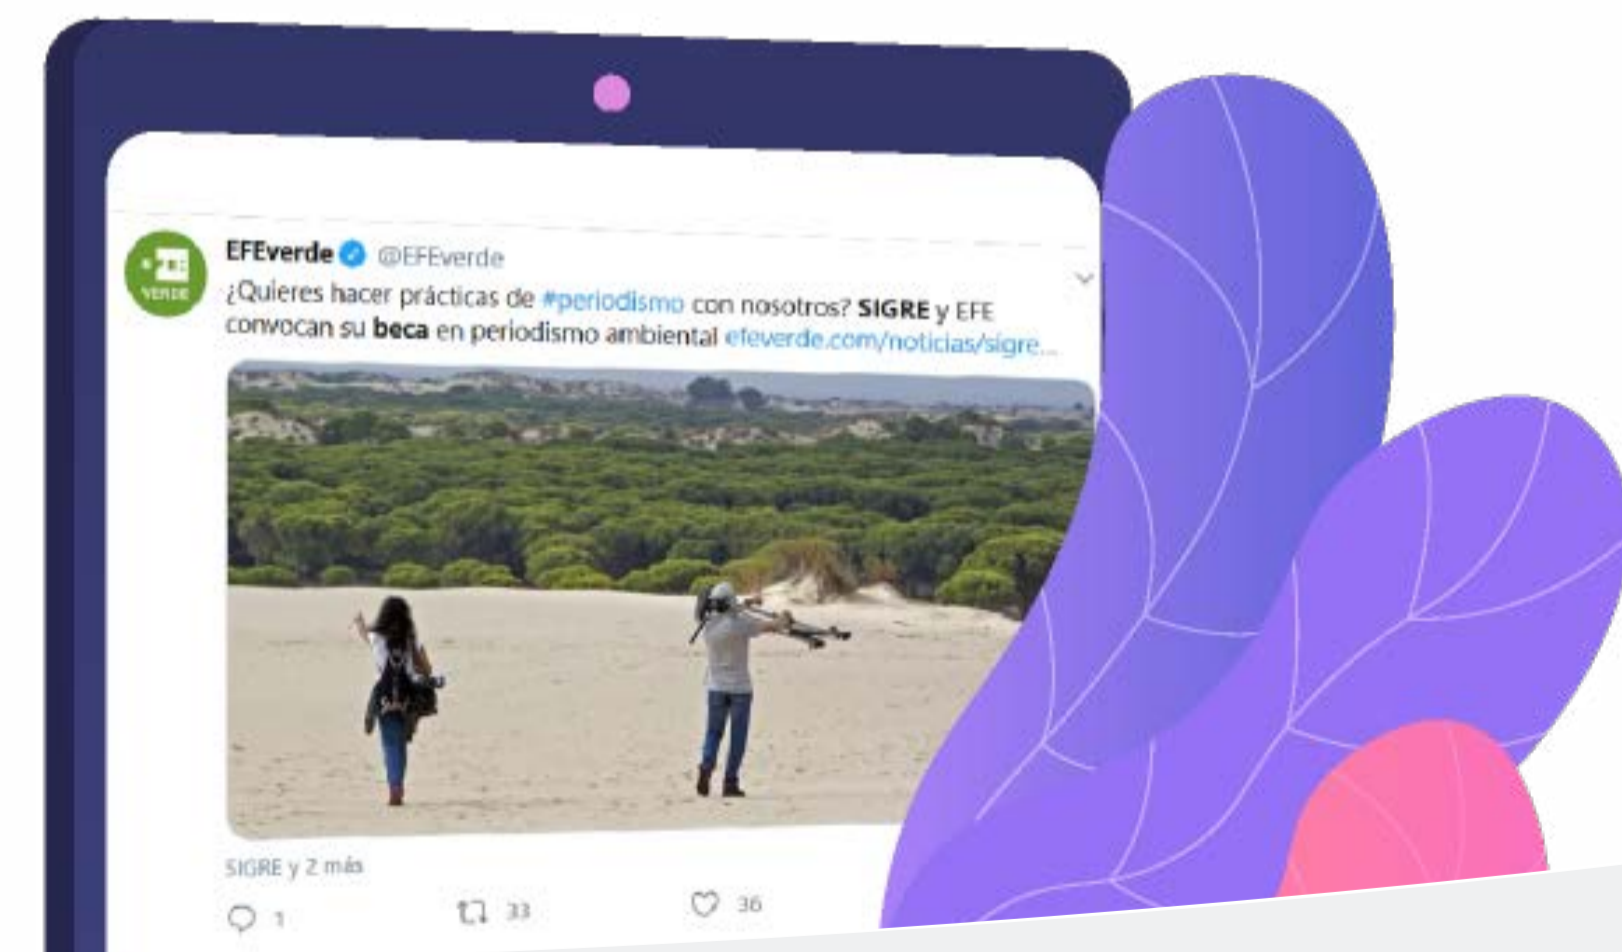 EFEverde @EFEverde
¿Quieres hacer prácticas de #periodismo con nosotros? SIGRE y EFE
convocan su beca en periodismo ambiental efeverde.com/noticias/sigre...
VERDE
SIGRE y 2 más
1 33 36